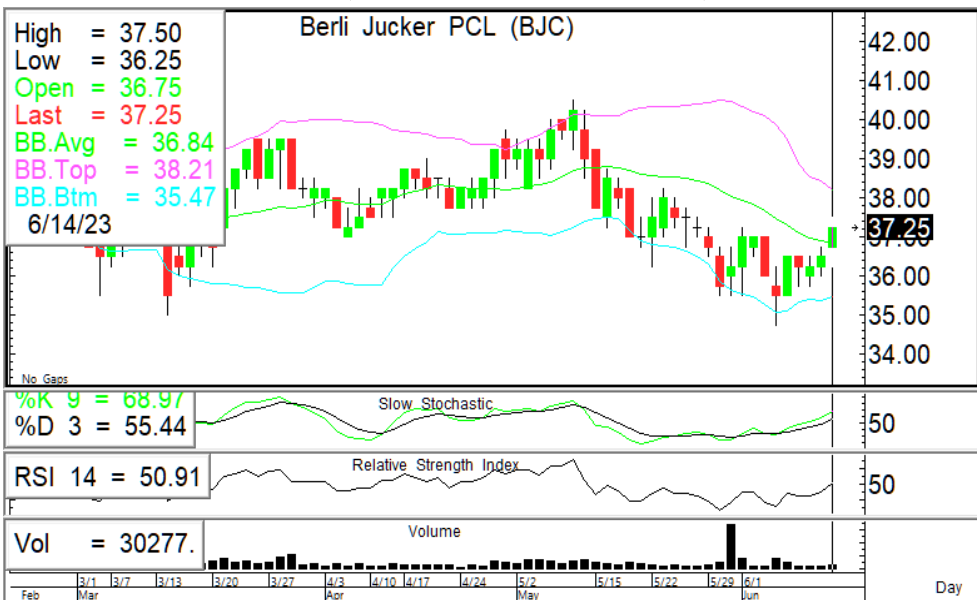 Berli Jucker PCL (BJC)
High = 37.50
Low = 36.25
Open = 36.75
Last = 37.25
BB.Avg = 36.84
BB.Top = 38.21
BB.Btm = 35.47
6/14/23
42.00
41.00
40.00
39.00
38.00
37.25
36.00
35.00
34.00
No Gaps
%K 9 = 68.97
%D 3 = 55.44
Slow Stochastic
50
RSI 14 = 50.91
Relative Strength Index
50
Vol = 30277.
Volume
3/1 3/7 3/13 3/20 3/27 4/3 4/10 4/17 4/24 5/2 5/15 5/22 5/29 6/1
Feb Mar Apr May Jun
Day